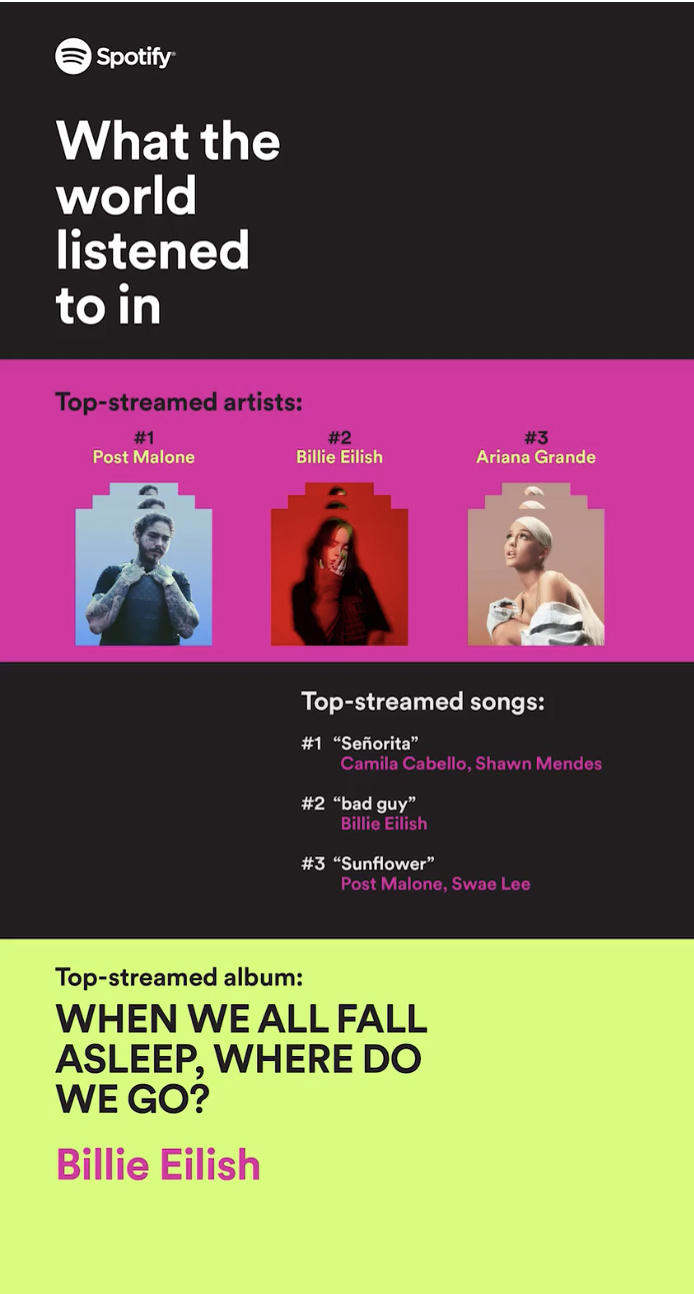 Spotify®
What the
world
listened
to in
Top-streamed artists:
#1
Post Malone
#2
Billie Eilish
#3
Ariana Grande
Top-streamed songs:
#1 “Señorita”
Camila Cabello, Shawn Mendes
#2 “bad guy”
Billie Eilish
#3 “Sunflower”
Post Malone, Swae Lee
Top-streamed album:
WHEN WE ALL FALL
ASLEEP, WHERE DO
WE GO?
Billie Eilish